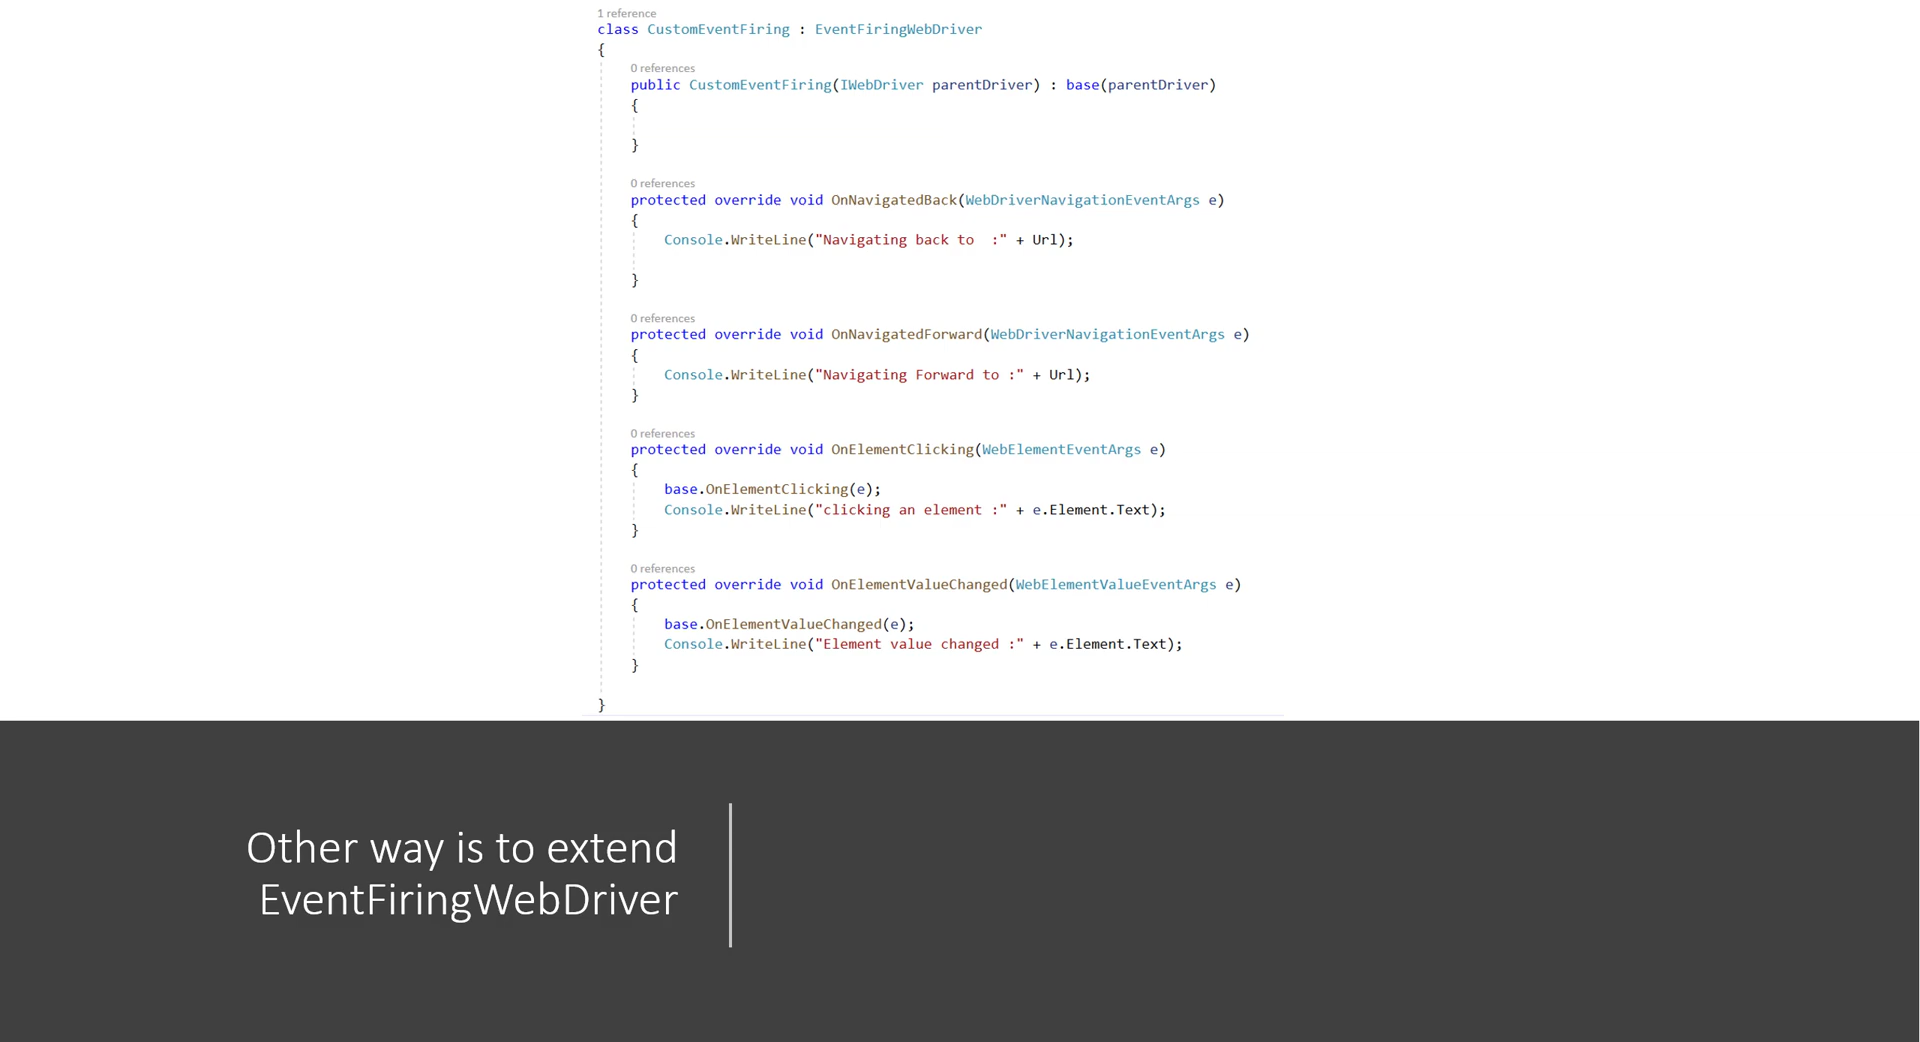 1 reference
class CustomEventFiring : EventFiringWebDriver
{
0 references
public CustomEventFiring(IWebDriver parentDriver) : base(parentDriver)
{
}
0 references
protected override void OnNavigatedBack(WebDriverNavigationEventArgs e)
{
Console.WriteLine("Navigating back to  :" + Url);
}
0 references
protected override void OnNavigatedForward(WebDriverNavigationEventArgs e)
{
Console.WriteLine("Navigating Forward to :" + Url);
}
0 references
protected override void OnElementClicking(WebElementEventArgs e)
{
base.OnElementClicking(e);
Console.WriteLine("clicking an element :" + e.Element.Text);
}
0 references
protected override void OnElementValueChanged(WebElementValueEventArgs e)
{
base.OnElementValueChanged(e);
Console.WriteLine("Element value changed :" + e.Element.Text);
}
}
Other way is to extend
EventFiringWebDriver